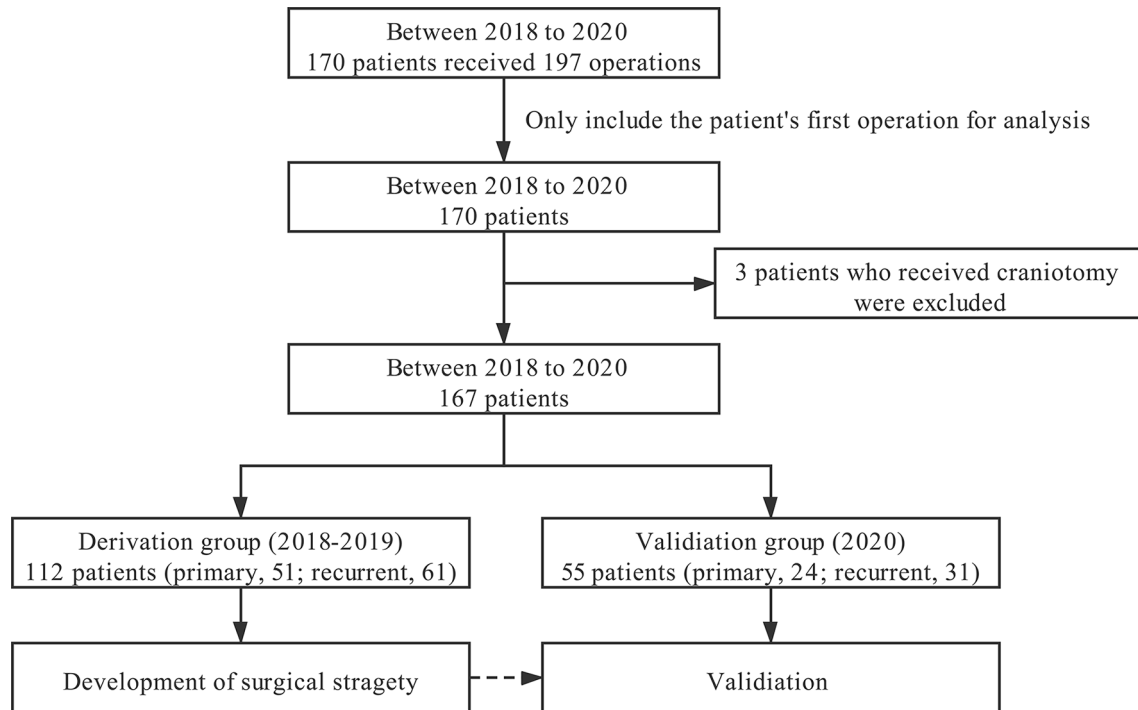 Between 2018 to 2020
170 patients received 197 operations
Only include the patient's first operation for analysis
Between 2018 to 2020
170 patients
3 patients who received craniotomy
were excluded
Between 2018 to 2020
167 patients
Derivation group (2018-2019)
112 patients (primary, 51; recurrent, 61)
Validiation group (2020)
55 patients (primary, 24; recurrent, 31)
Development of surgical stragety
Validiation